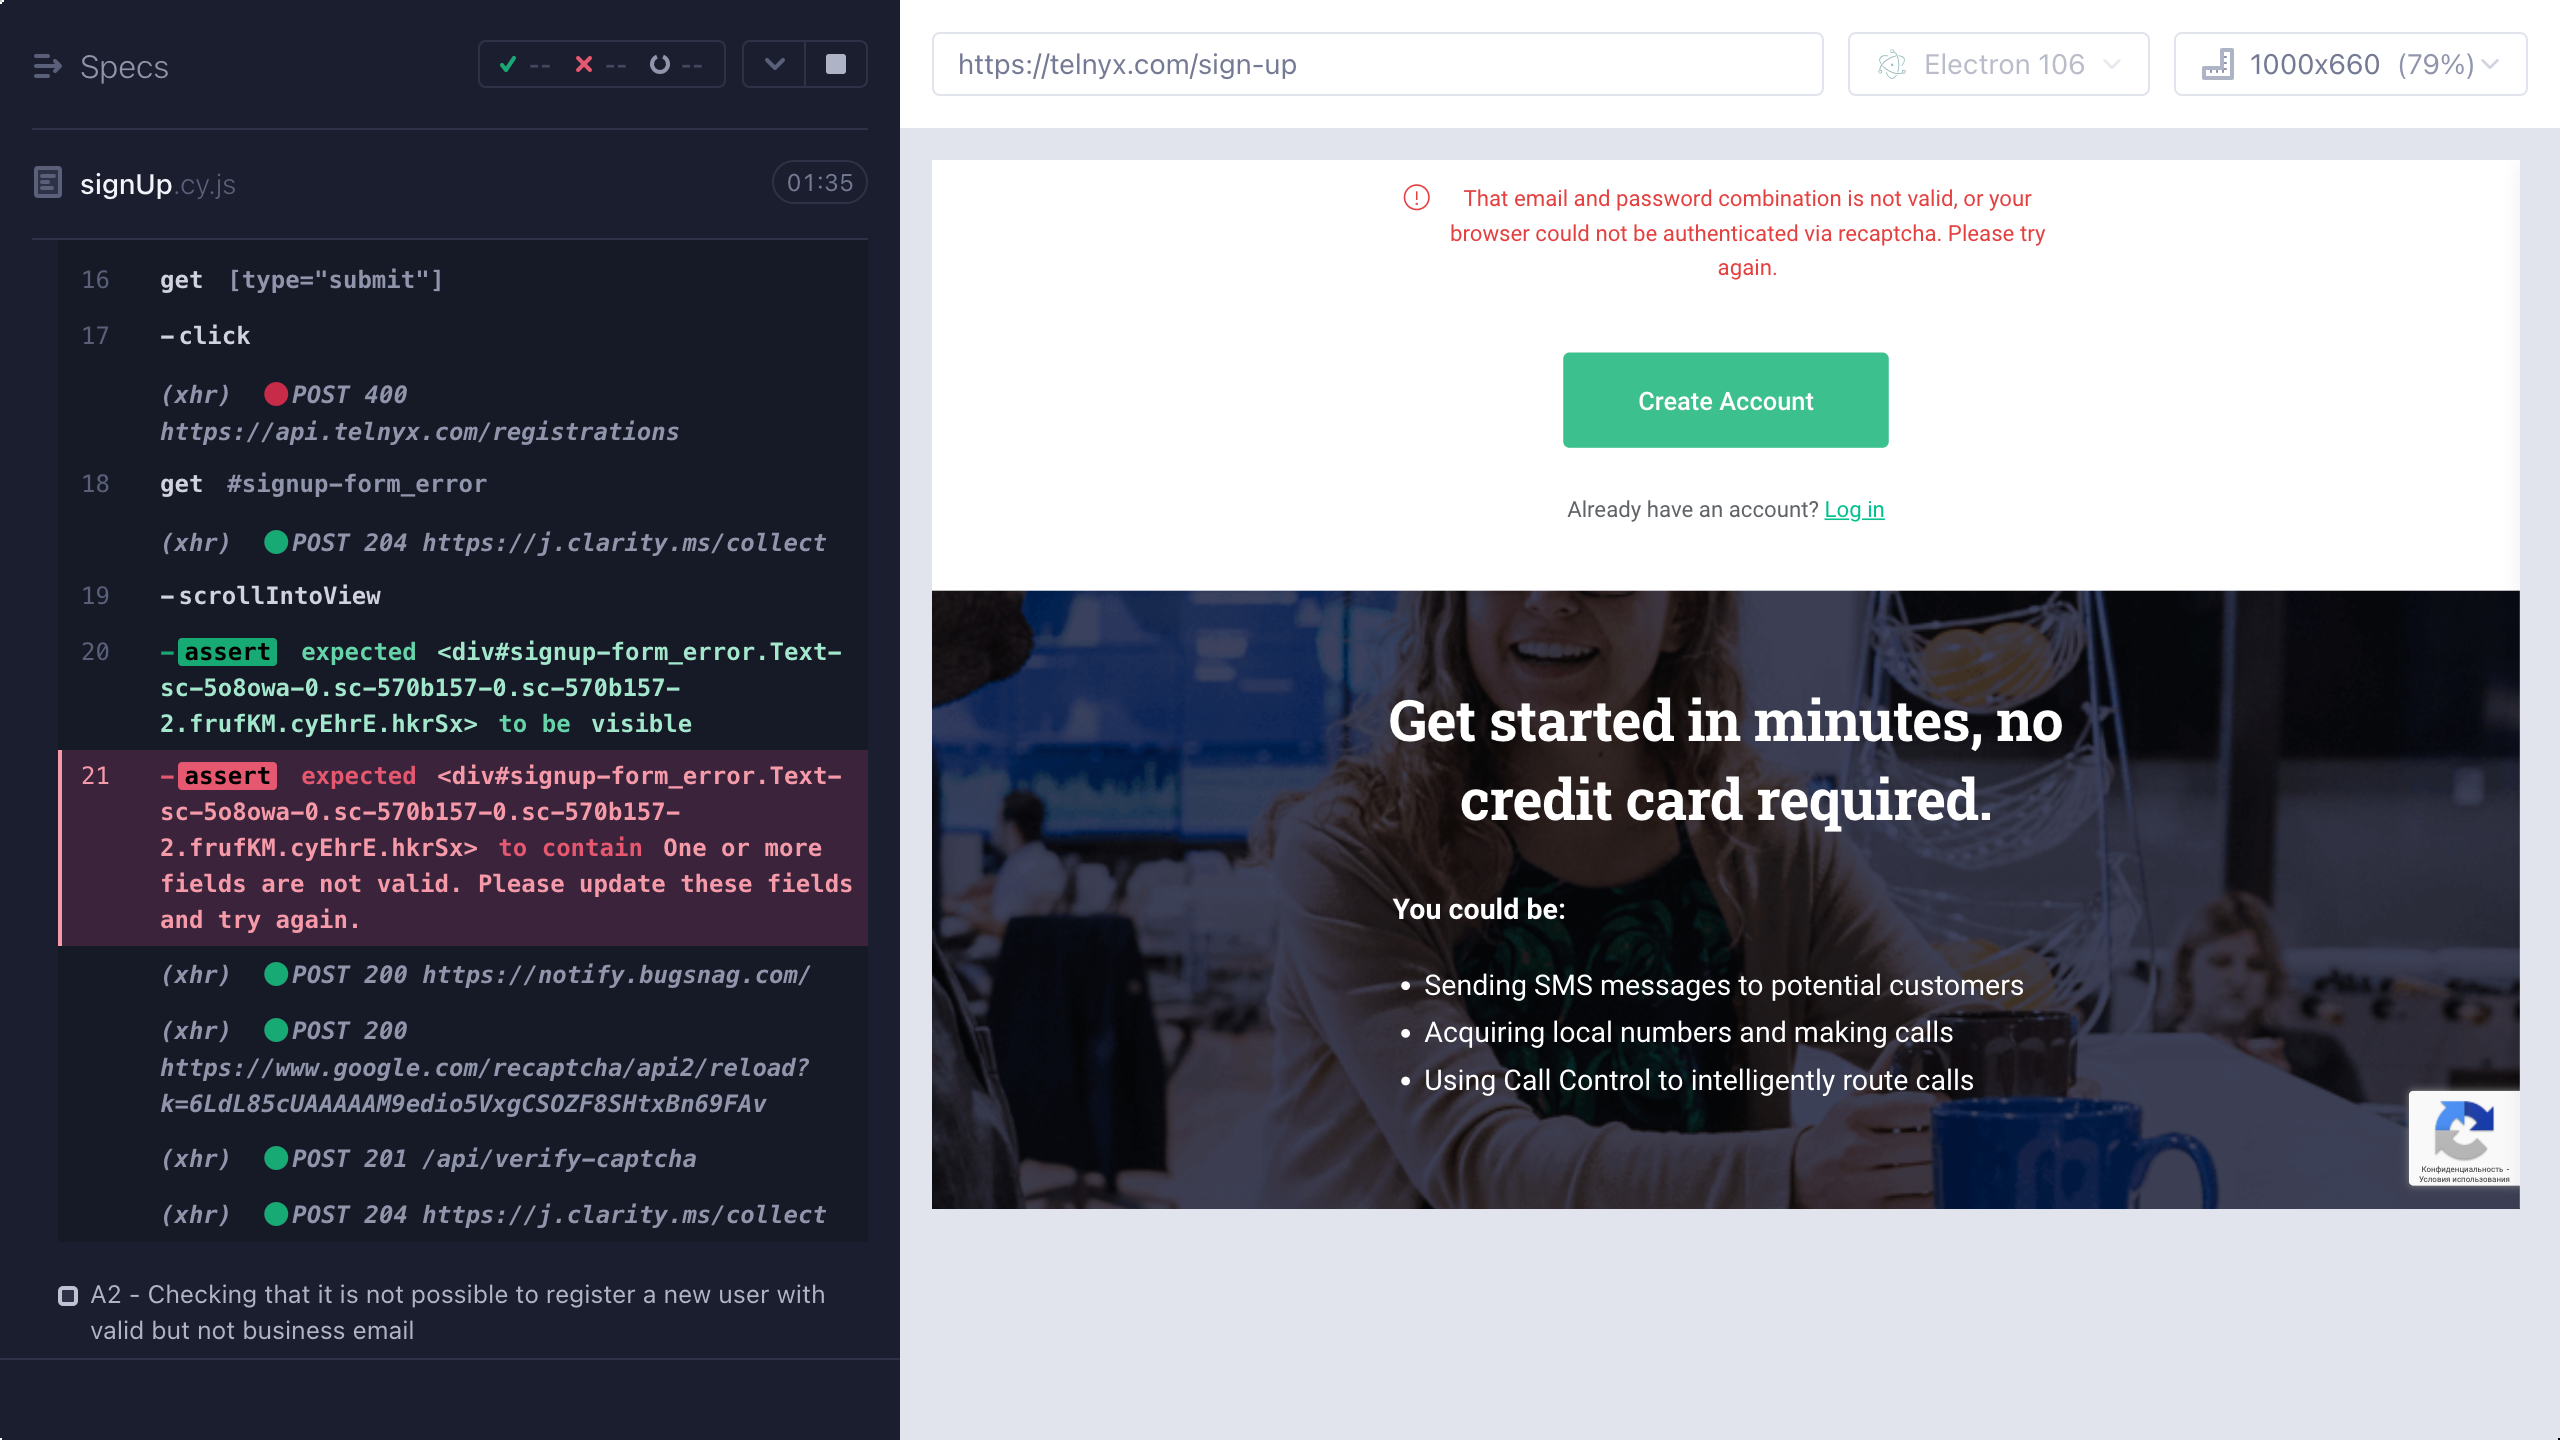 Specs
-- -- --
signUp.cy.js 01:35
16 get [type="submit"]
17 -click
(xhr) POST 400
https://api.telnyx.com/registrations
18 get #signup-form_error
(xhr) POST 204 https://j.clarity.ms/collect
19 -scrollIntoView
20 -assert expected <div#signup-form_error.Text-
sc-5o8owa-0.sc-570b157-0.sc-570b157-
2.frufKM.cyEhrE.hkrSx> to be visible
21 -assert expected <div#signup-form_error.Text-
sc-5o8owa-0.sc-570b157-0.sc-570b157-
2.frufKM.cyEhrE.hkrSx> to contain One or more
fields are not valid. Please update these fields
and try again.
(xhr) POST 200 https://notify.bugsnag.com/
(xhr) POST 200
https://www.google.com/recaptcha/api2/reload?
k=6LdL85cUAAAAAM9edio5VxgCSOZF8SHtxBn69FAv
(xhr) POST 201 /api/verify-captcha
(xhr) POST 204 https://j.clarity.ms/collect
A2 - Checking that it is not possible to register a new user with
valid but not business email
https://telnyx.com/sign-up
Electron 106
1000x660 (79%)
That email and password combination is not valid, or your
browser could not be authenticated via recaptcha. Please try
again.
Create Account
Already have an account? Log in
Get started in minutes, no
credit card required.
You could be:
• Sending SMS messages to potential customers
• Acquiring local numbers and making calls
• Using Call Control to intelligently route calls
Конфиденциальность -
Условия использования